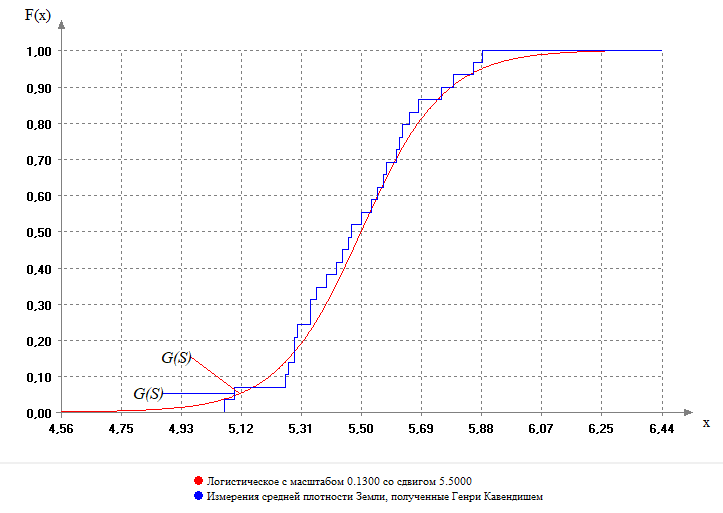 F(x)
1,00
0,90
0,80
0,70
0,60
0,50
0,40
0,30
0,20
G(S)
0,10
G(S)
0,00
4,56 4,75 4,93 5,12 5,31 5,50 5,69 5,88 6,07 6,25 6,44
x
Логистическое с масштабом 0.1300 со сдвигом 5.5000
Измерения средней плотности Земли, полученные Генри Кавендишем